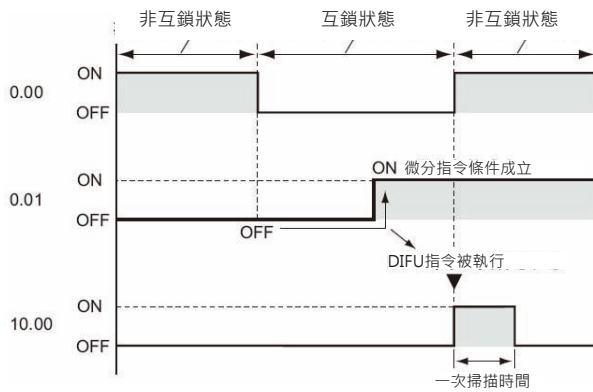 非互鎖狀態 互鎖狀態 非互鎖狀態
ON
0.00
OFF
ON 微分指令條件成立
ON
0.01
OFF
OFF
DIFU指令被執行
ON
10.00
OFF
一次掃描時間